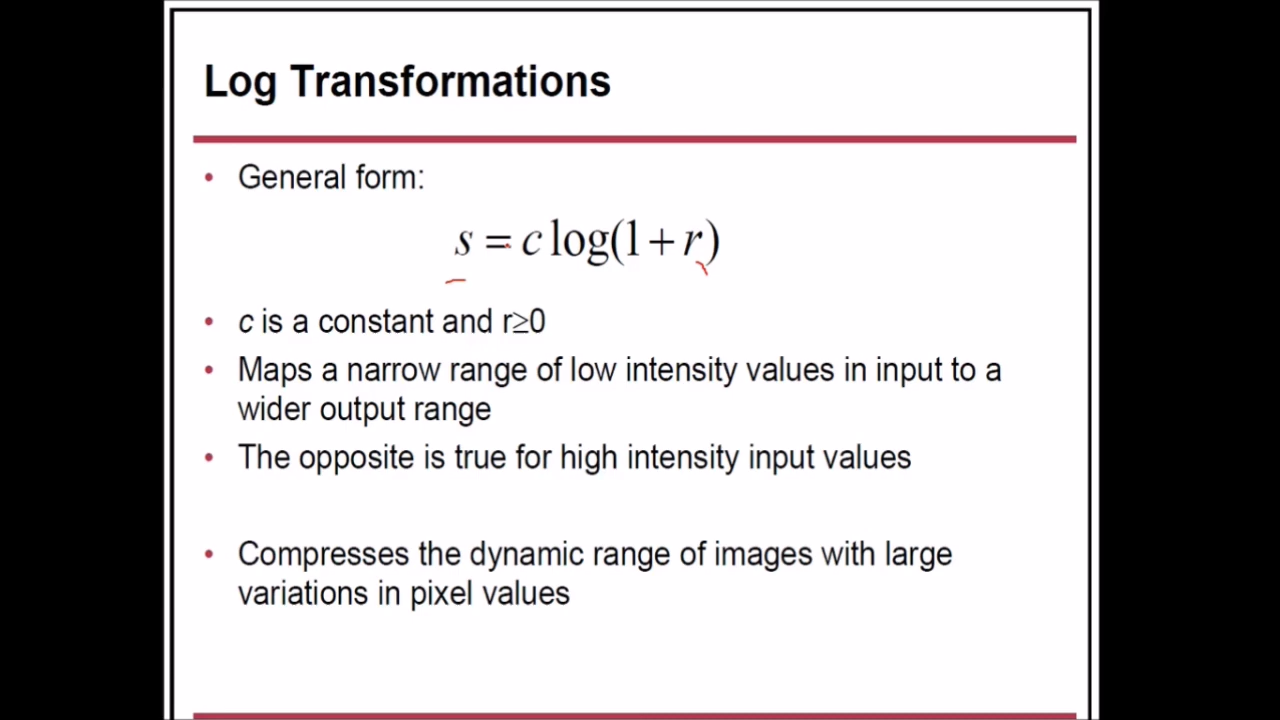 Log Transformations
• General form:
s = c log(1 + r)
• c is a constant and r≥0
• Maps a narrow range of low intensity values in input to a
wider output range
• The opposite is true for high intensity input values
• Compresses the dynamic range of images with large
variations in pixel values